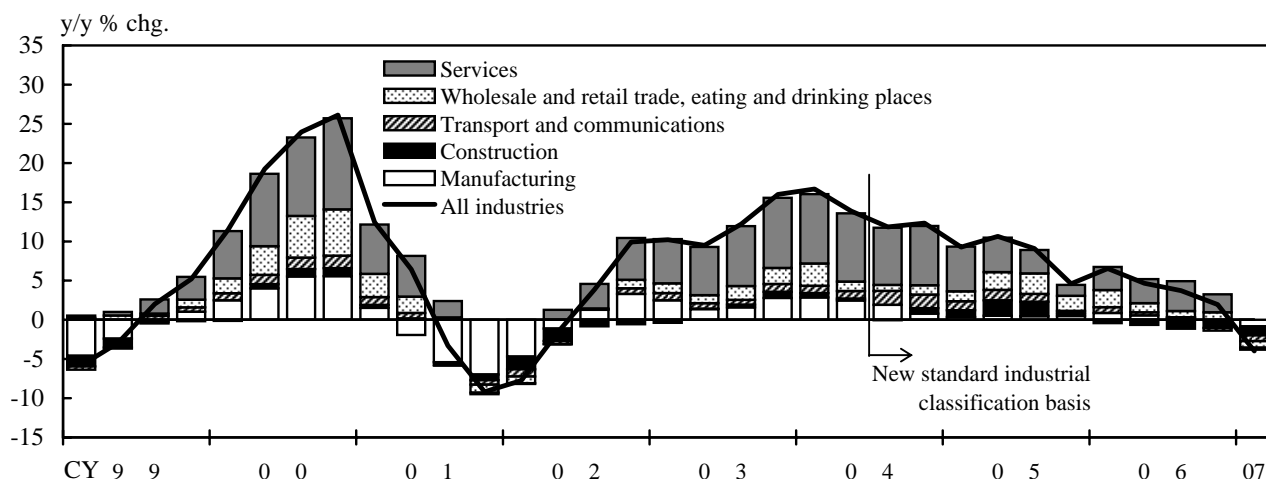 y/y % chg.
35
30
25
20
15
10
5
0
-5
-10
-15
Services
Wholesale and retail trade, eating and drinking places
Transport and communications
Construction
Manufacturing
All industries
New standard industrial
classification basis
CY 9 9 0 0 0 1 0 2 0 3 0 4 0 5 0 6 07